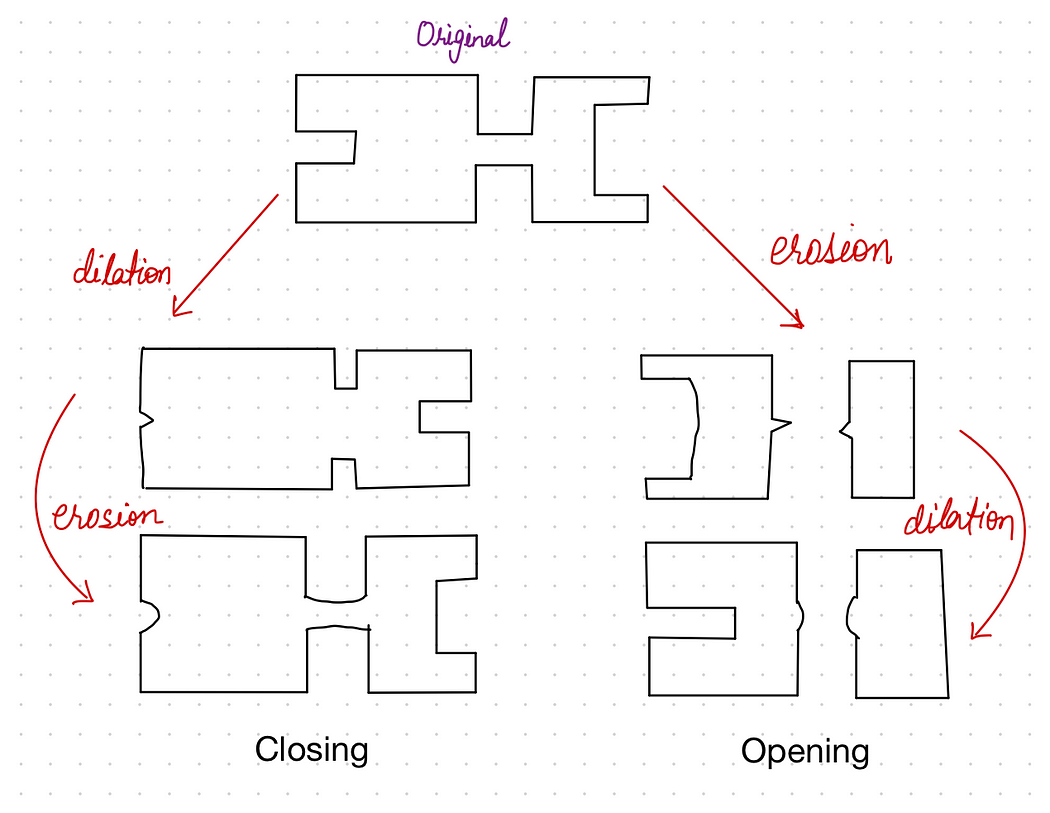 Original
dilation
erosion
erosion
dilation
Closing
Opening